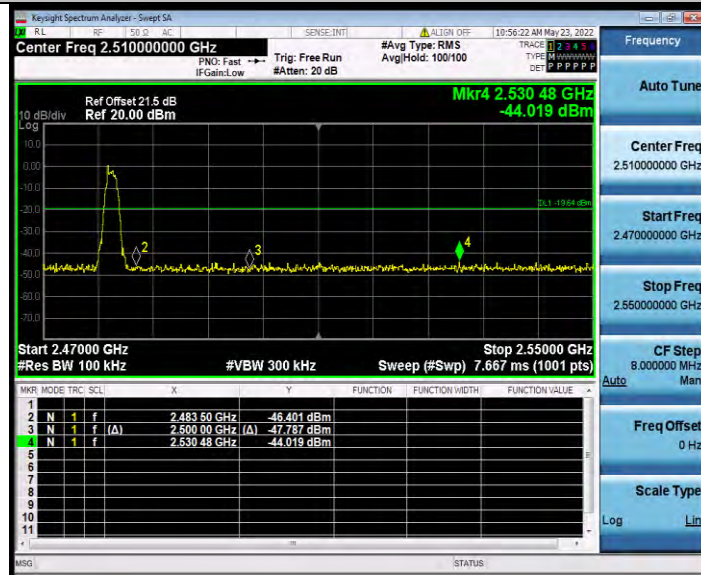 Keysight Spectrum Analyzer - Swept SA
LXI RL RF 50 Ω AC SENSE:INT ALIGN OFF 10:56:22 AM May 23, 2022
Center Freq 2.510000000 GHz
PNO: Fast
IFGain:Low
Trig: Free Run
#Atten: 20 dB
#Avg Type: RMS
Avg|Hold: 100/100
TRACE 1 2 3 4 5 6
TYPE M WWWWW
DET P P P P P P
Ref Offset 21.5 dB
Ref 20.00 dBm
10 dB/div
Log
Mkr4 2.530 48 GHz
-44.019 dBm
10.0
0.00
-10.0
-20.0
-30.0
-40.0
-50.0
-60.0
-70.0
DL1 -19.64 dBm
2
3
4
Start 2.47000 GHz
Stop 2.55000 GHz
#Res BW 100 kHz
#VBW 300 kHz
Sweep (#Swp) 7.667 ms (1001 pts)
MKR MODE TRC SCL X Y FUNCTION FUNCTION WIDTH FUNCTION VALUE
1
2 N 1 f 2.483 50 GHz -46.401 dBm
3 N 1 f (Δ) 2.500 00 GHz (Δ) -47.787 dBm
4 N 1 f 2.530 48 GHz -44.019 dBm
5
6
7
8
9
10
11
MSG
STATUS
Frequency
Auto Tune
Center Freq
2.510000000 GHz
Start Freq
2.470000000 GHz
Stop Freq
2.550000000 GHz
CF Step
8.000000 MHz
Auto Man
Freq Offset
0 Hz
Scale Type
Log Lin